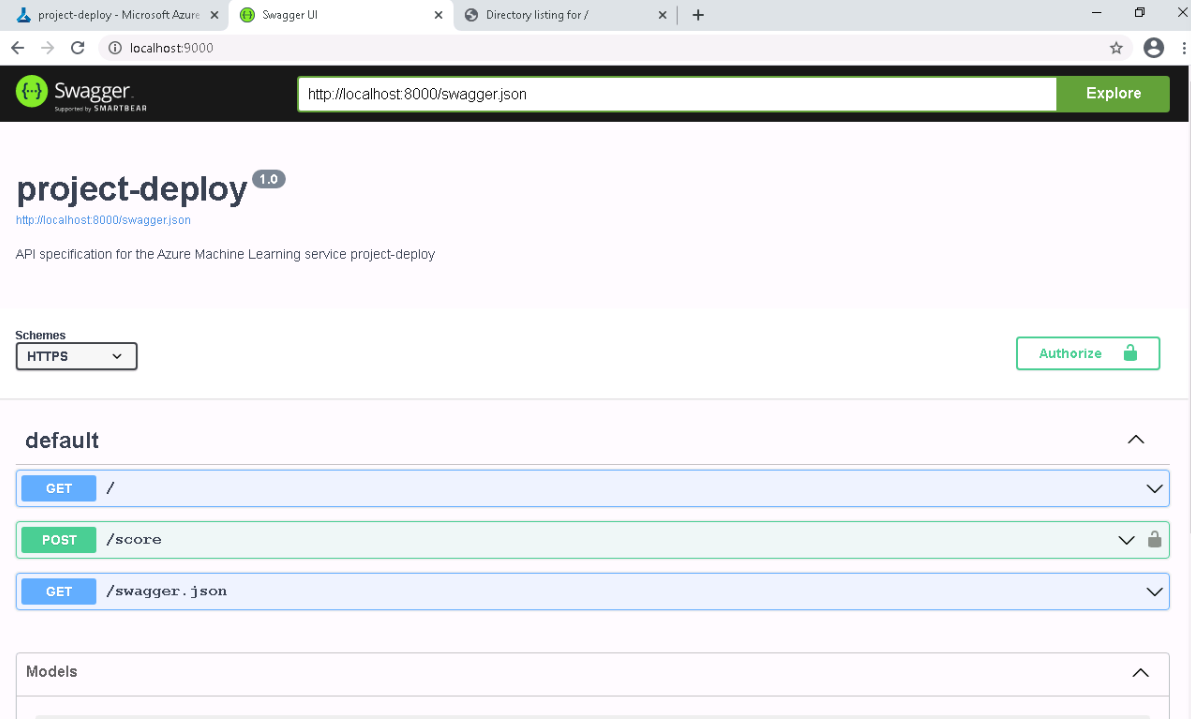 project-deploy - Microsoft Azure
Swagger UI
Directory listing for /
localhost:9000
{...} Swagger.
Supported by SMARTBEAR
http://localhost:8000/swagger.json
Explore
project-deploy 1.0
http://localhost:8000/swagger.json
API specification for the Azure Machine Learning service project-deploy
Schemes
HTTPS
Authorize
default
GET /
POST /score
GET /swagger.json
Models